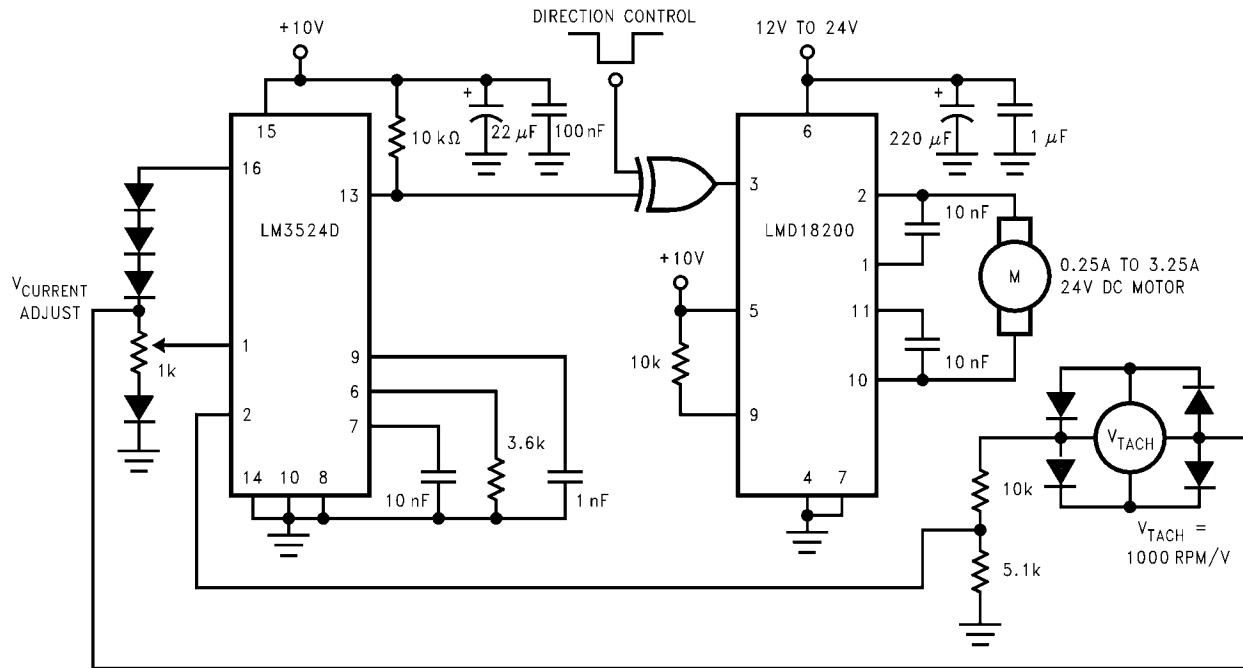 DIRECTION CONTROL
+10V
12V TO 24V
15
10 kΩ
+
22 μF
100 nF
6
+
220 μF
1 μF
16
13
3
2
10 nF
LM3524D
LMD18200
1
VCURRENT
ADJUST
+10V
M
0.25A TO 3.25A
24V DC MOTOR
5
11
1
1k
9
10k
10 nF
6
10
2
7
3.6k
9
VTACH
14
10
8
10 nF
1 nF
4
7
10k
VTACH =
1000 RPM/V
5.1k